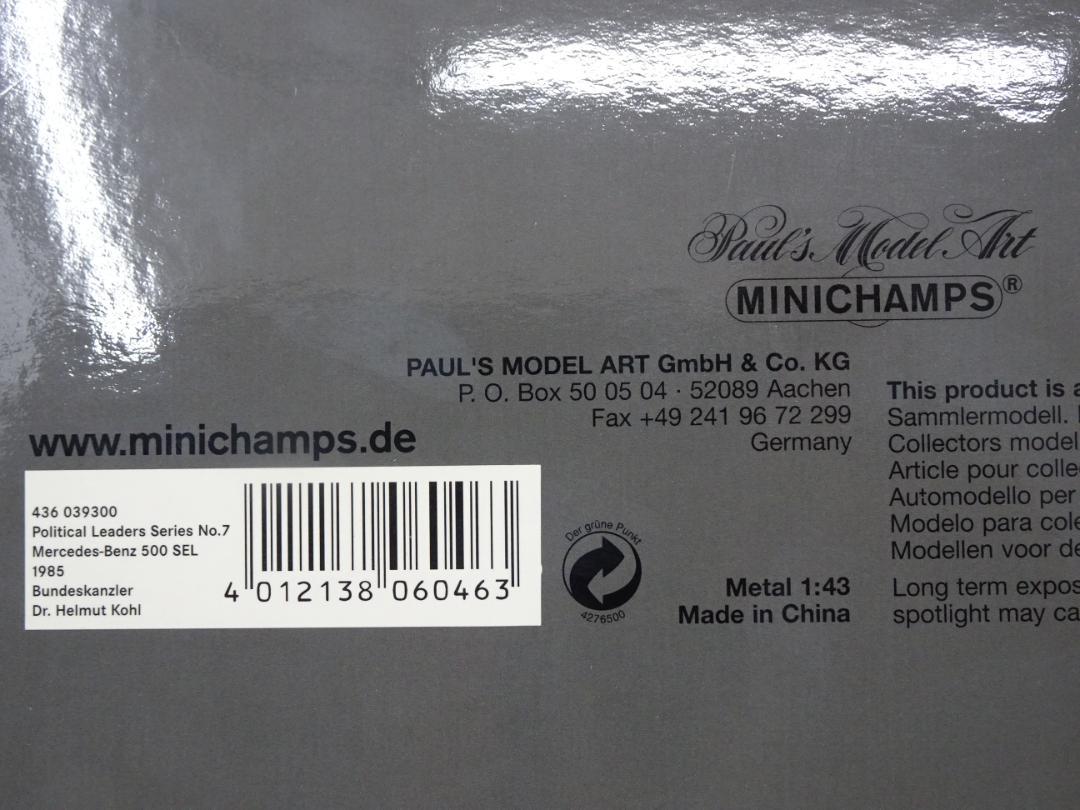 Paul's Model Art
MINICHAMPS®
PAUL'S MODEL ART GmbH & Co. KG
P. O. Box 50 05 04 · 52089 Aachen
Fax +49 241 96 72 299
Germany
www.minichamps.de
436 039300
Political Leaders Series No.7
Mercedes-Benz 500 SEL
1985
Bundeskanzler
Dr. Helmut Kohl
4 012138 060463
Der grüne Punkt
4276500
Metal 1:43
Made in China
This product is
Sammlermodell.
Collectors model
Article pour
Automodello per
Modelo para
Modellen voor
Long term
spotlight may